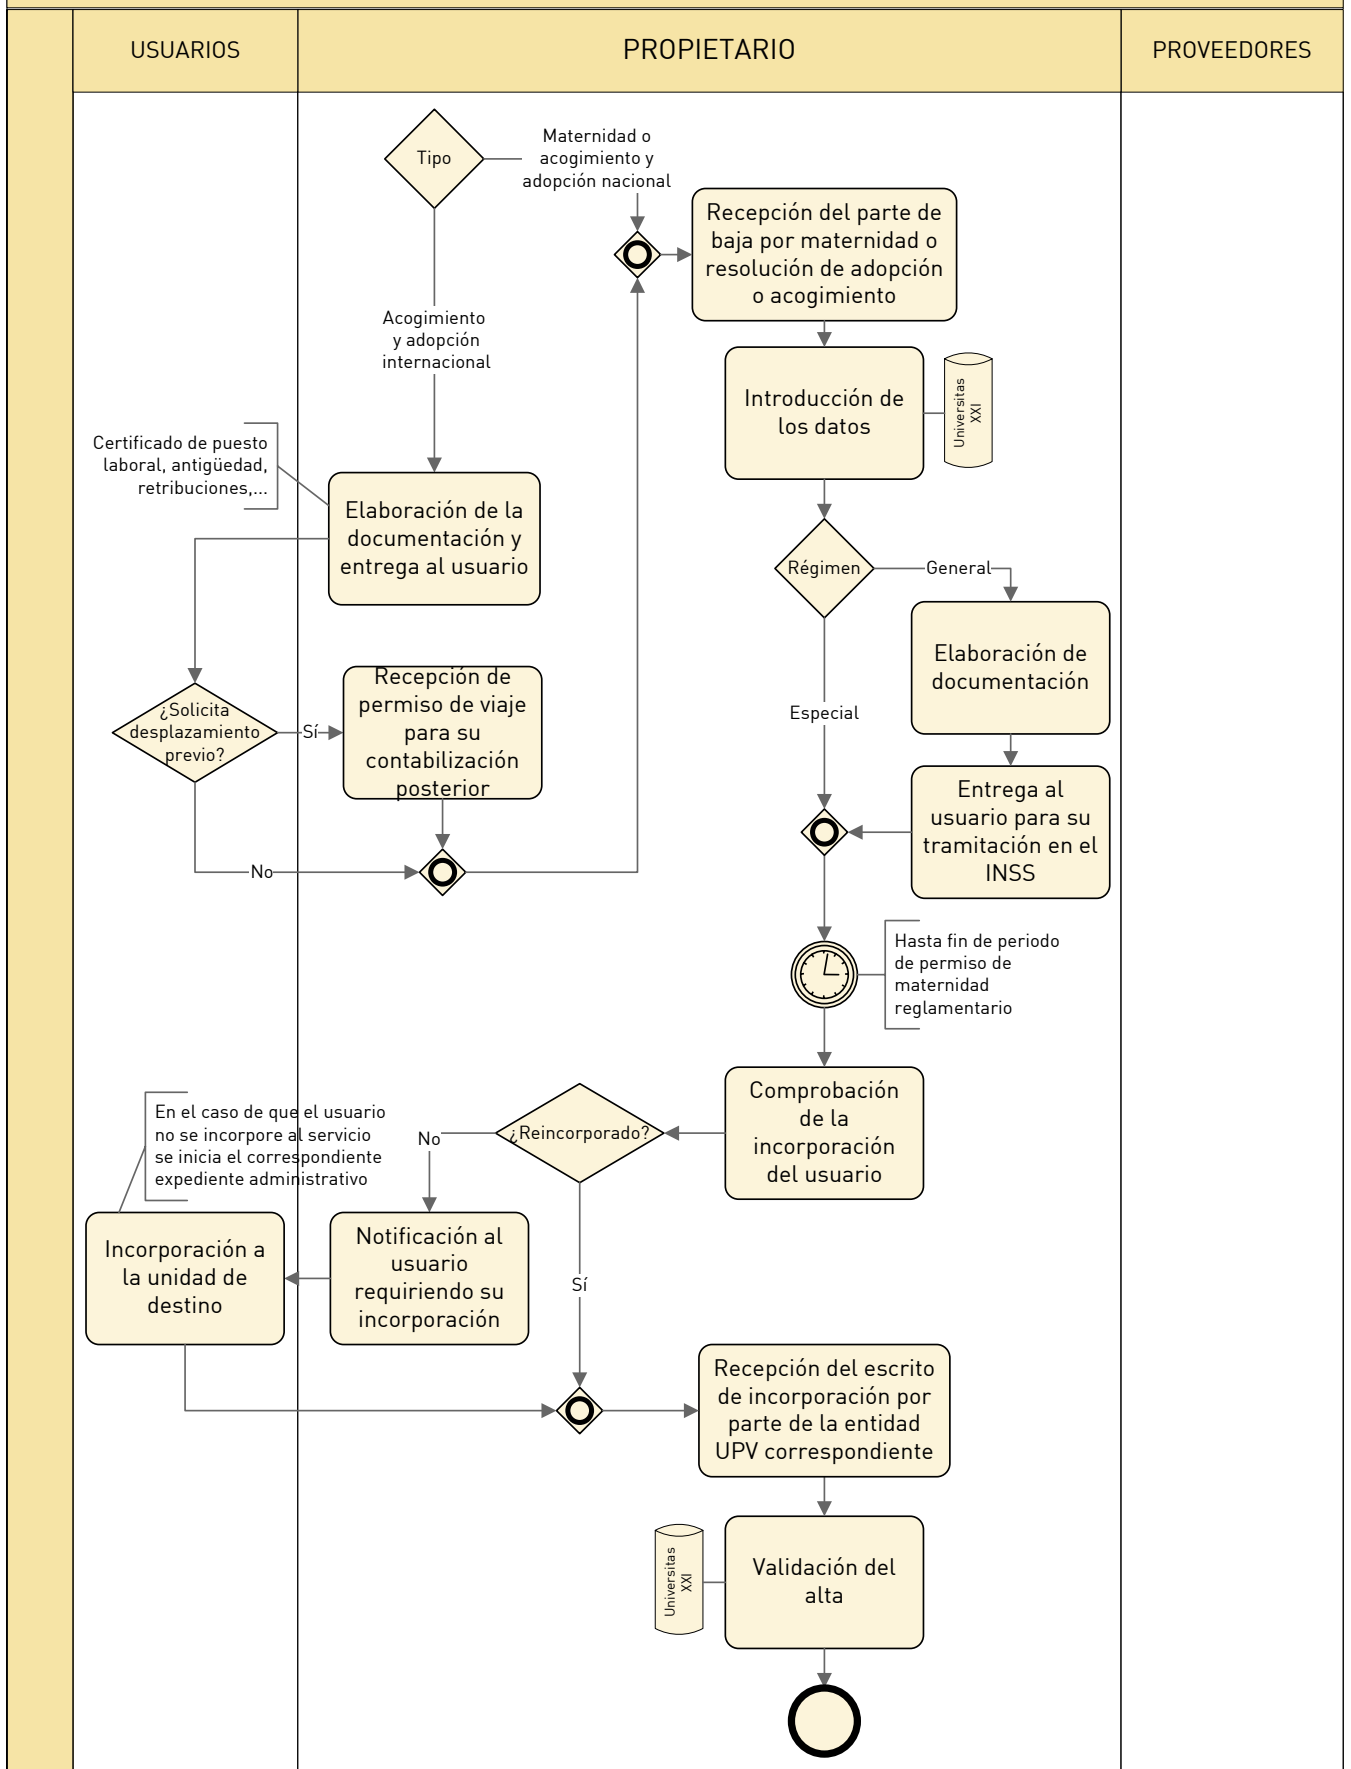 USUARIOS
PROPIETARIO
PROVEEDORES
Tipo
Maternidad o
acogimiento y
adopción nacional
Recepción del parte de
baja por maternidad o
resolución de adopción
o acogimiento
Acogimiento
y adopción
internacional
Introducción de
los datos
Universitas
XXI
Certificado de puesto
laboral, antigüedad,
retribuciones,...
Elaboración de la
documentación y
entrega al usuario
Régimen
General
Elaboración de
documentación
Especial
¿Solicita
desplazamiento
previo?
Sí
Recepción de
permiso de viaje
para su
contabilización
posterior
No
Entrega al
usuario para su
tramitación en el
INSS
Hasta fin de periodo
de permiso de
maternidad
reglamentario
Comprobación
de la
incorporación
del usuario
¿Reincorporado?
No
En el caso de que el usuario
no se incorpore al servicio
se inicia el correspondiente
expediente administrativo
Incorporación a
la unidad de
destino
Notificación al
usuario
requiriendo su
incorporación
Sí
Recepción del escrito
de incorporación por
parte de la entidad
UPV correspondiente
Universitas
XXI
Validación del
alta